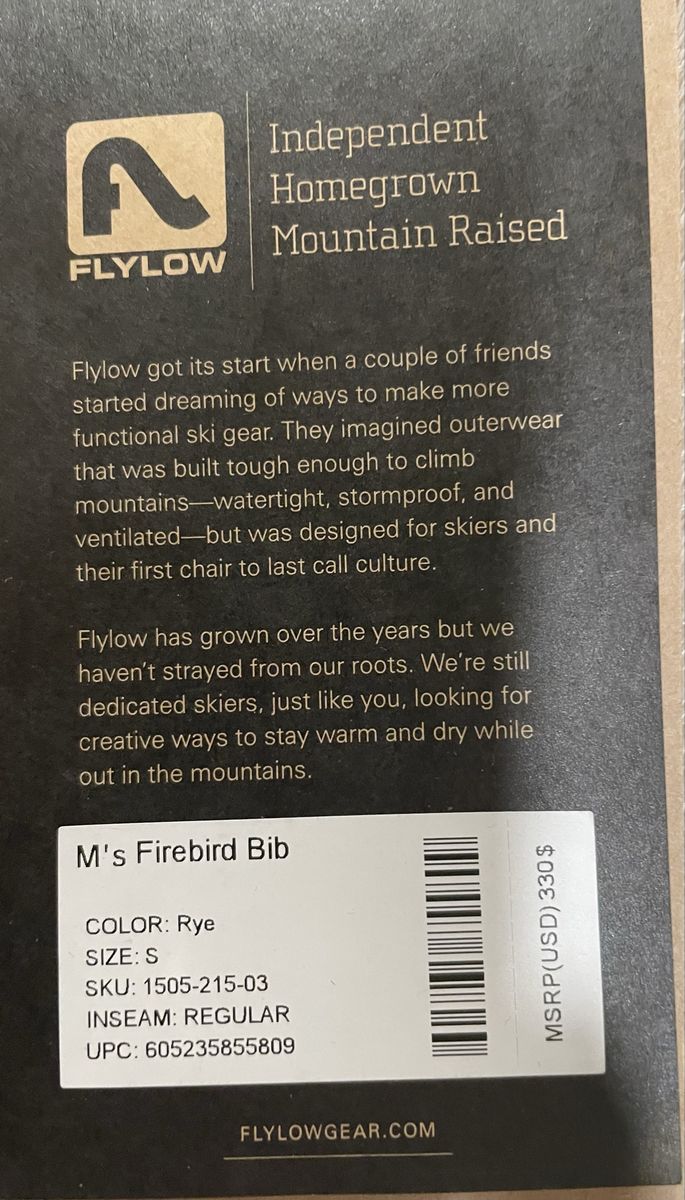 FLYLOW
Independent
Homegrown
Mountain Raised
Flylow got its start when a couple of friends
started dreaming of ways to make more
functional ski gear. They imagined outerwear
that was built tough enough to climb
mountains—watertight, stormproof, and
ventilated—but was designed for skiers and
their first chair to last call culture.
Flylow has grown over the years but we
haven't strayed from our roots. We're still
dedicated skiers, just like you, looking for
creative ways to stay warm and dry while
out in the mountains.
M's Firebird Bib
COLOR: Rye
SIZE: S
SKU: 1505-215-03
INSEAM: REGULAR
UPC: 605235855809
MSRP(USD) 330$
FLYLOWGEAR.COM